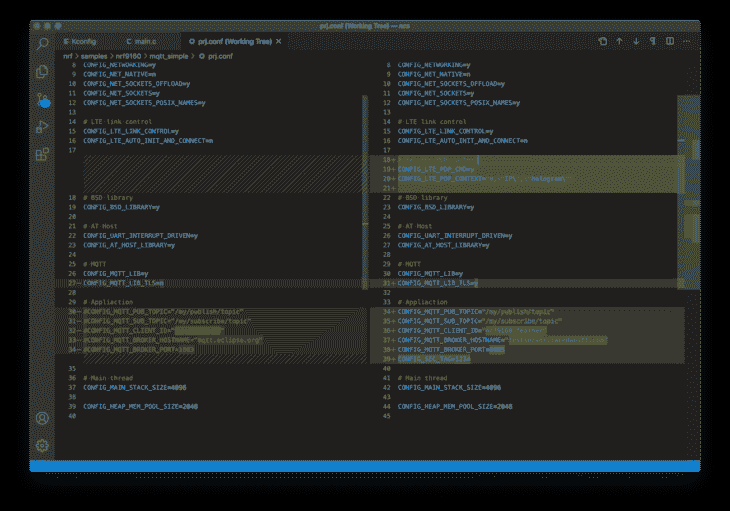 prj.conf (Working Tree) — ncs
Kconfig
main.c
prj.conf (Working Tree)
nrf > samples > nrf9160 > mqtt_simple > prj.conf
8 CONFIG_NETWORKING=y
9 CONFIG_NET_NATIVE=n
10 CONFIG_NET_SOCKETS_OFFLOAD=y
11 CONFIG_NET_SOCKETS=y
12 CONFIG_NET_SOCKETS_POSIX_NAMES=y
13
14 # LTE link control
15 CONFIG_LTE_LINK_CONTROL=y
16 CONFIG_LTE_AUTO_INIT_AND_CONNECT=n
17
18 # BSD library
19 CONFIG_BSD_LIBRARY=y
20
21 # AT Host
22 CONFIG_UART_INTERRUPT_DRIVEN=y
23 CONFIG_AT_HOST_LIBRARY=y
24
25 # MQTT
26 CONFIG_MQTT_LIB=y
27- CONFIG_MQTT_LIB_TLS=n
28
29 # Appliaction
30- #CONFIG_MQTT_PUB_TOPIC="/my/publish/topic"
31- #CONFIG_MQTT_SUB_TOPIC="/my/subscribe/topic"
32- #CONFIG_MQTT_CLIENT_ID="
33- #CONFIG_MQTT_BROKER_HOSTNAME="mqtt.eclipse.org"
34- #CONFIG_MQTT_BROKER_PORT=1883
35
36 # Main thread
37 CONFIG_MAIN_STACK_SIZE=4096
38
39 CONFIG_HEAP_MEM_POOL_SIZE=2048
40
8 CONFIG_NETWORKING=y
9 CONFIG_NET_NATIVE=n
10 CONFIG_NET_SOCKETS_OFFLOAD=y
11 CONFIG_NET_SOCKETS=y
12 CONFIG_NET_SOCKETS_POSIX_NAMES=y
13
14 # LTE link control
15 CONFIG_LTE_LINK_CONTROL=y
16 CONFIG_LTE_AUTO_INIT_AND_CONNECT=n
17
18+
19+ CONFIG_LTE_PDP_CMD=y
20+ CONFIG_LTE_PDP_CONTEXT=
21+
22 # BSD library
23 CONFIG_BSD_LIBRARY=y
24
25 # AT Host
26 CONFIG_UART_INTERRUPT_DRIVEN=y
27 CONFIG_AT_HOST_LIBRARY=y
28
29 # MQTT
30 CONFIG_MQTT_LIB=y
31+ CONFIG_MQTT_LIB_TLS=y
32
33 # Appliaction
34+ CONFIG_MQTT_PUB_TOPIC="/my/publish/topic"
35+ CONFIG_MQTT_SUB_TOPIC="/my/subscribe/topic"
36+ CONFIG_MQTT_CLIENT_ID=
37+ CONFIG_MQTT_BROKER_HOSTNAME=
38+ CONFIG_MQTT_BROKER_PORT=
39+ CONFIG_SEC_TAG=
40
41 # Main thread
42 CONFIG_MAIN_STACK_SIZE=4096
43
44 CONFIG_HEAP_MEM_POOL_SIZE=2048
45